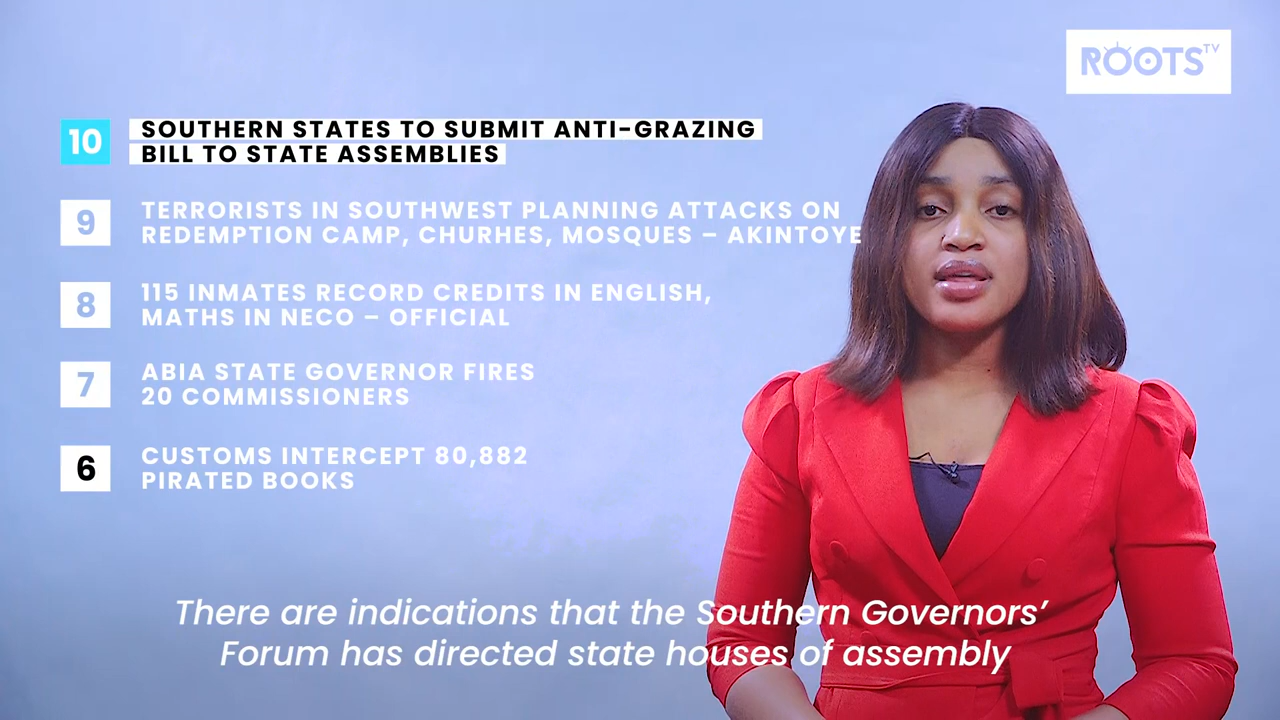 ROOTS TV
10
SOUTHERN STATES TO SUBMIT ANTI-GRAZING
BILL TO STATE ASSEMBLIES
9
TERRORISTS IN SOUTHWEST PLANNING ATTACKS ON
REDEMPTION CAMP, CHURHES, MOSQUES – AKINTOYE
8
115 INMATES RECORD CREDITS IN ENGLISH,
MATHS IN NECO – OFFICIAL
7
ABIA STATE GOVERNOR FIRES
20 COMMISSIONERS
6
CUSTOMS INTERCEPT 80,882
PIRATED BOOKS
There are indications that the Southern Governors’
Forum has directed state houses of assembly